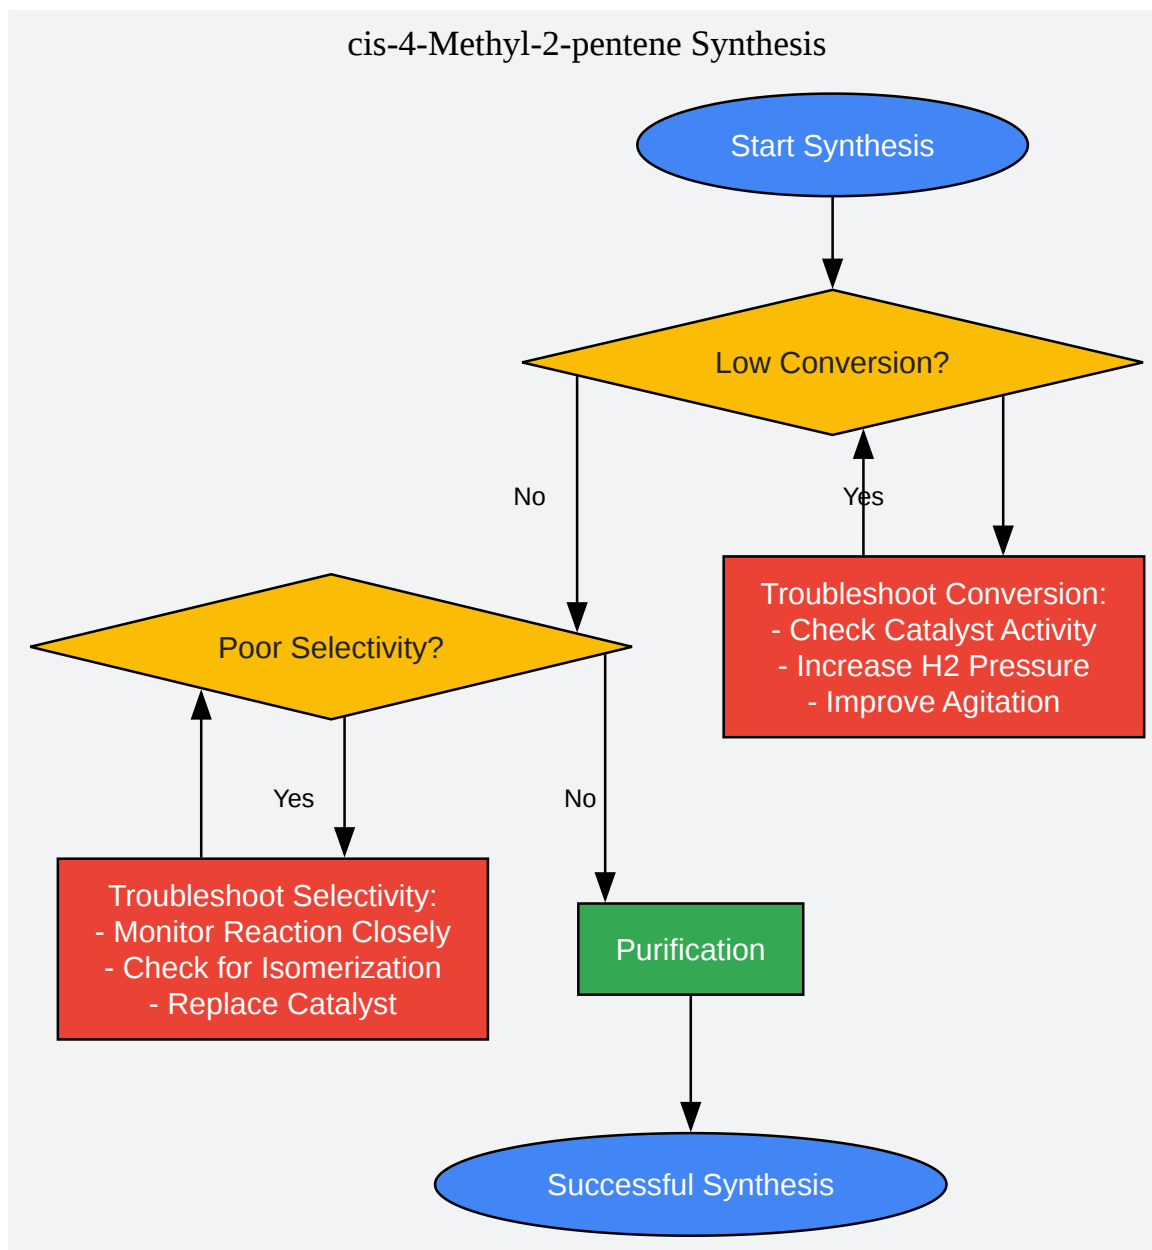 cis-4-Methyl-2-pentene Synthesis
Start Synthesis
Low Conversion?
No
Yes
Troubleshoot Conversion:
- Check Catalyst Activity
- Increase H2 Pressure
- Improve Agitation
Poor Selectivity?
Yes
No
Troubleshoot Selectivity:
- Monitor Reaction Closely
- Check for Isomerization
- Replace Catalyst
Purification
Successful Synthesis